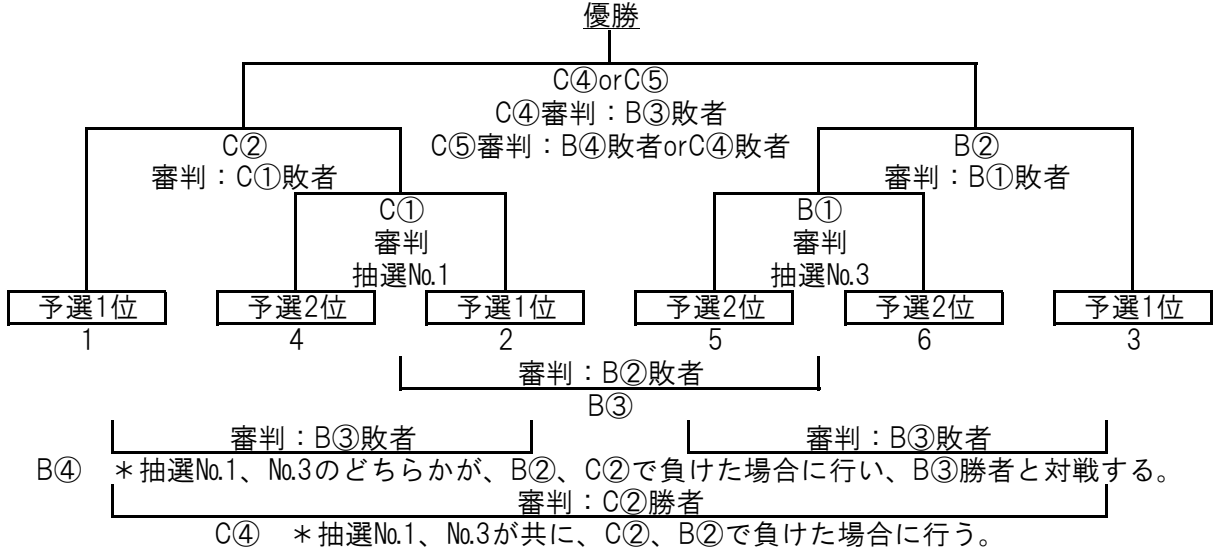 優勝
C④orC⑤
C④審判：B③敗者
C② C⑤審判：B④敗者orC④敗者 B②
審判：C①敗者 審判：B①敗者
C① B①
審判 審判
抽選№1 抽選№3
予選1位 予選2位 予選1位 予選2位 予選2位 予選1位
1 4 2 5 6 3
審判：B②敗者
B③
審判：B③敗者 審判：B③敗者
B④ ＊抽選№1、№3のどちらかが、B②、C②で負けた場合に行い、B③勝者と対戦する。
審判：C②勝者
C④ ＊抽選№1、№3が共に、C②、B②で負けた場合に行う。